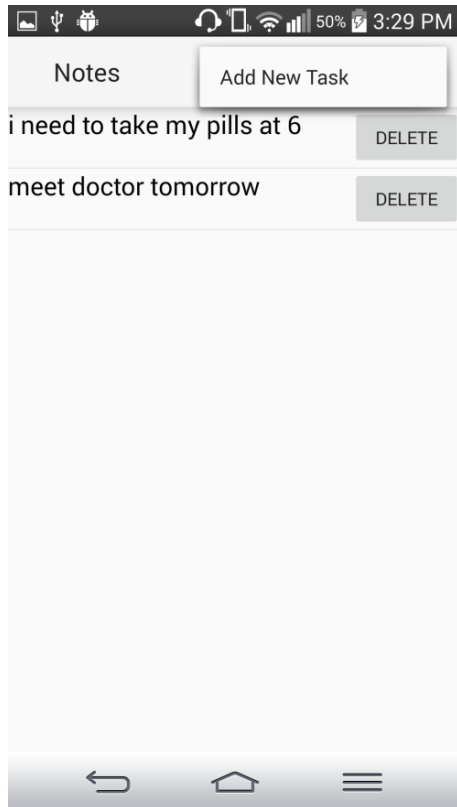 50% 3:29 PM
Notes
Add New Task
i need to take my pills at 6
DELETE
meet doctor tomorrow
DELETE